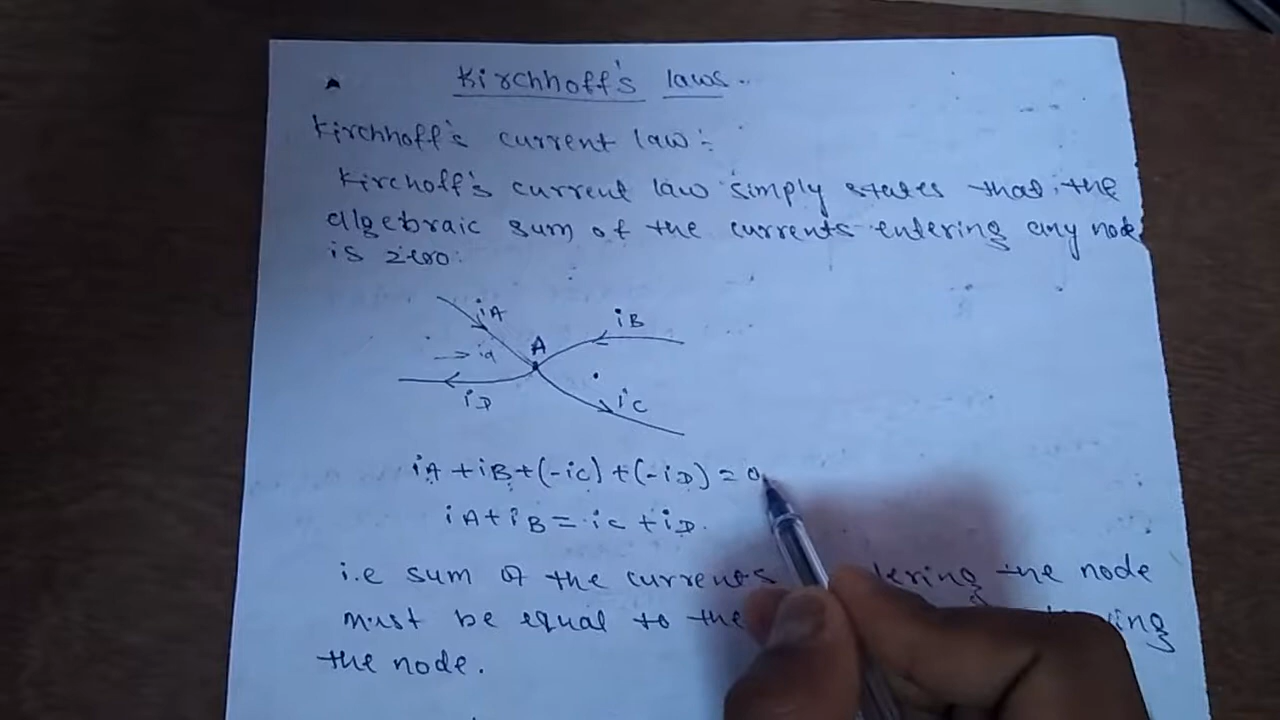 Kirchhoff's laws.
Kirchhoff's current law:
Kirchoff's current law simply states that, the
algebraic sum of the currents entering any node
is zero.
iA
iB
A
iD
iC
iA + iB + (-iC) + (-iD) = 0
iA + iB = iC + iD.
i.e sum of the currents the node
must be equal to the
the node.